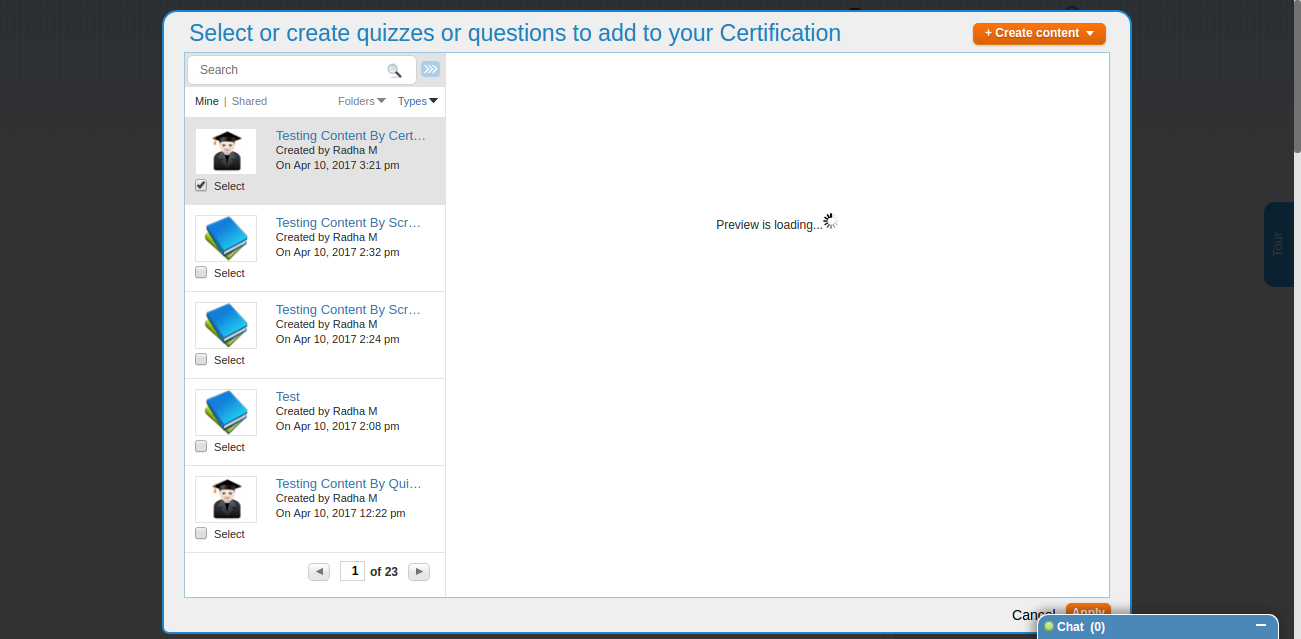 Select or create quizzes or questions to add to your Certification
+ Create content
Search
Mine | Shared Folders Types
Testing Content By Cert…
Created by Radha M
On Apr 10, 2017 3:21 pm
Select
Testing Content By Scr…
Created by Radha M
On Apr 10, 2017 2:32 pm
Select
Testing Content By Scr…
Created by Radha M
On Apr 10, 2017 2:24 pm
Select
Test
Created by Radha M
On Apr 10, 2017 2:08 pm
Select
Testing Content By Qui…
Created by Radha M
On Apr 10, 2017 12:22 pm
Select
1 of 23
Preview is loading...
Tour
Cancel Apply
Chat (0)